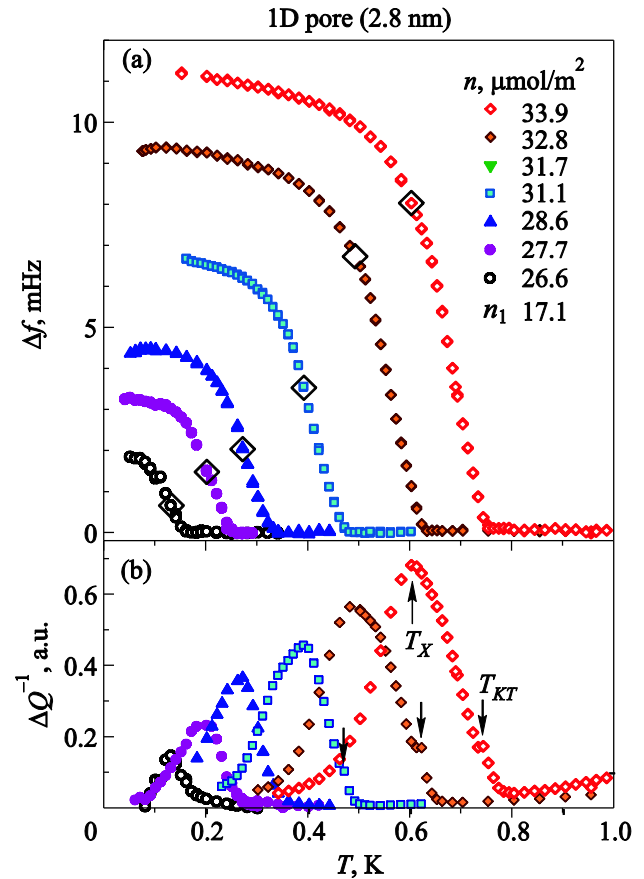 1D pore (2.8 nm)
(a)
n, μmol/m²
33.9
32.8
31.7
31.1
28.6
27.7
26.6
n₁ 17.1
10
5
0
Δf, mHz
(b)
0.6
0.4
0.2
ΔQ⁻¹, a.u.
T_X
T_KT
0 0.2 0.4 0.6 0.8 1.0
T, K